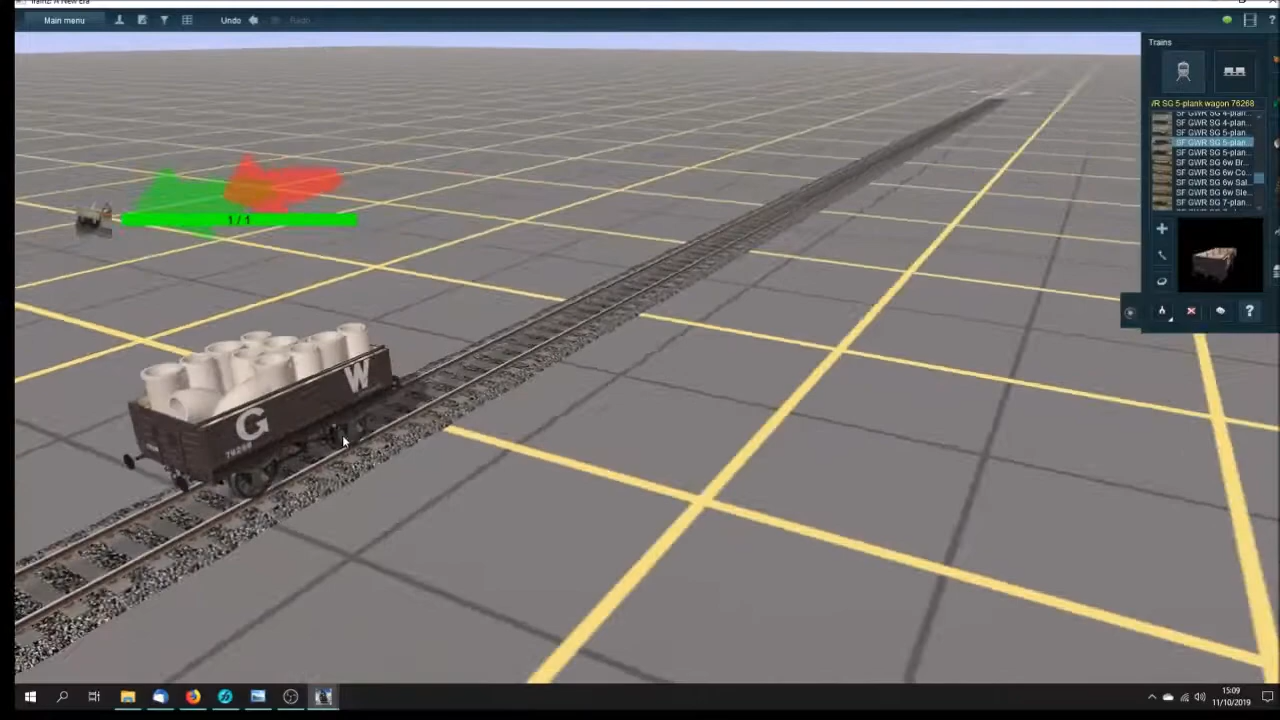 Trainz: A New Era
Main menu
Undo
Redo
?
Trains
VR SG 5-plank wagon 76268
SF GWR SG 4-plan...
SF GWR SG 4-plan...
SF GWR SG 5-plan...
SF GWR SG 5-plan...
SF GWR SG 5-plan...
SF GWR SG 6w Br...
SF GWR SG 6w Co...
SF GWR SG 6w Sal...
SF GWR SG 6w Sle...
SF GWR SG 7-plan...
?
1 / 1
G W
76268
15:09
11/10/2019